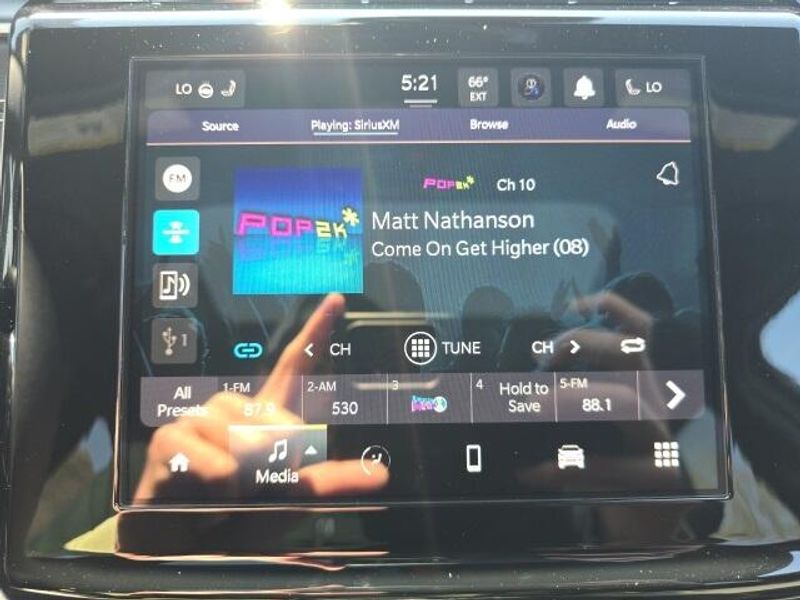 LO 5:21 66° EXT LO
Source Playing: SiriusXM Browse Audio
FM
POP2K Ch 10
POP2K
Matt Nathanson
Come On Get Higher (08)
1
CH TUNE CH
All Presets
1-FM 87.9
2-AM 530
3
4 Hold to Save
5-FM 88.1
Media